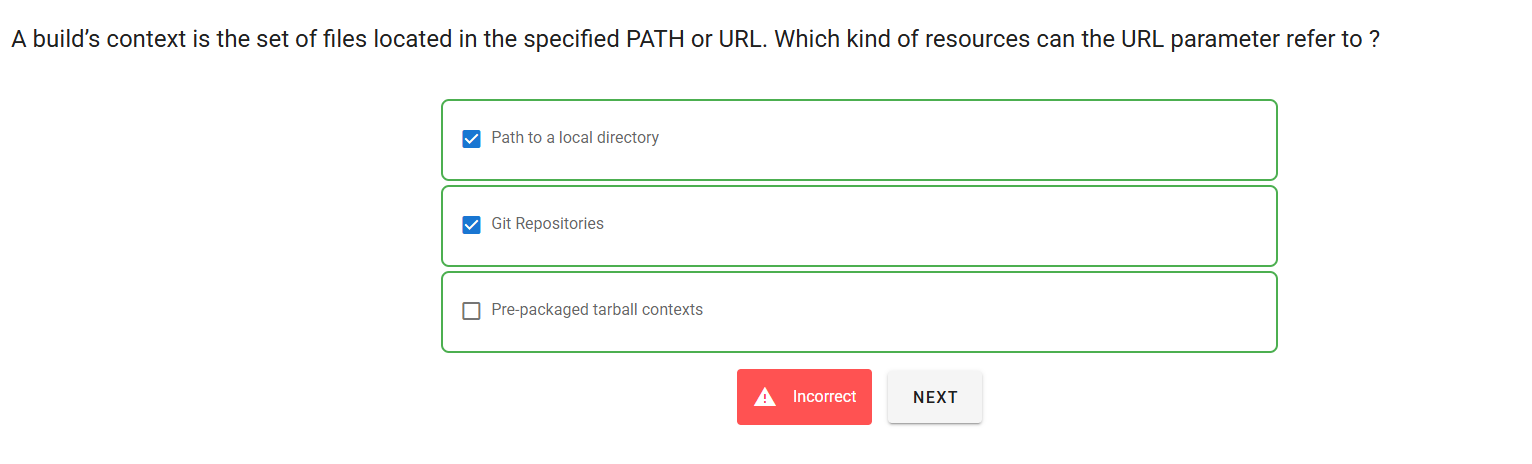 A build’s context is the set of files located in the specified PATH or URL. Which kind of resources can the URL parameter refer to ?
Path to a local directory
Git Repositories
Pre-packaged tarball contexts
Incorrect
NEXT